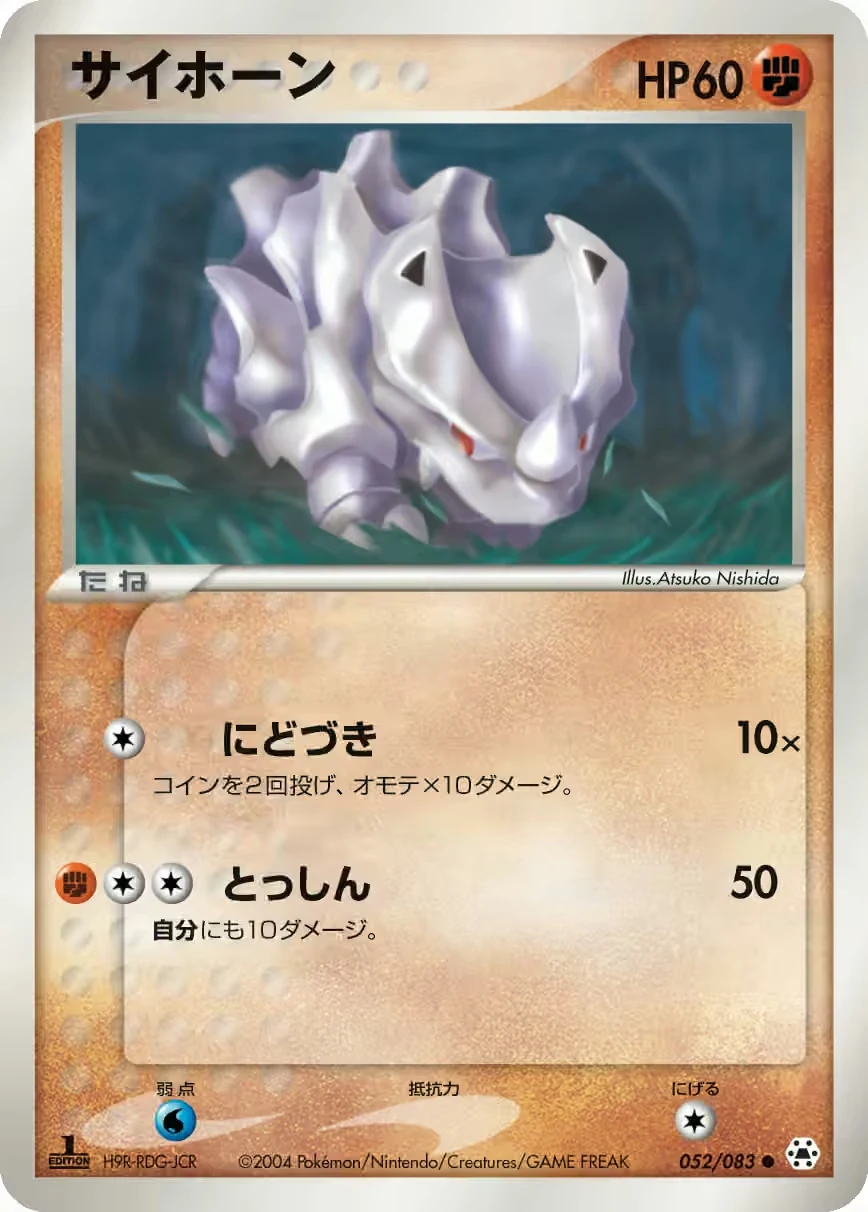 サイホーン HP60
たね Illus.Atsuko Nishida
にどづき 10×
コインを2回投げ、オモテ×10ダメージ。
とっしん 50
自分にも10ダメージ。
弱点 抵抗力 にげる
1 EDITION H9R-RDG-JCR ©2004 Pokémon/Nintendo/Creatures/GAME FREAK 052/083